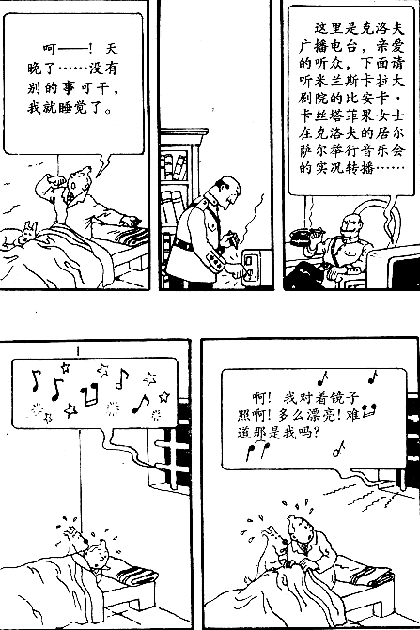 呵——！天
晚了……没有
别的事可干，
我就睡觉了。
这里是克洛夫
广播电台，亲爱
的听众，下面请
听米兰斯卡拉大
剧院的比安卡·
卡丝塔菲果女士
在克洛夫的居尔
萨尔举行音乐会
的实况转播……
啊！我对着镜子
照啊！多么漂亮！难
道那是我吗？